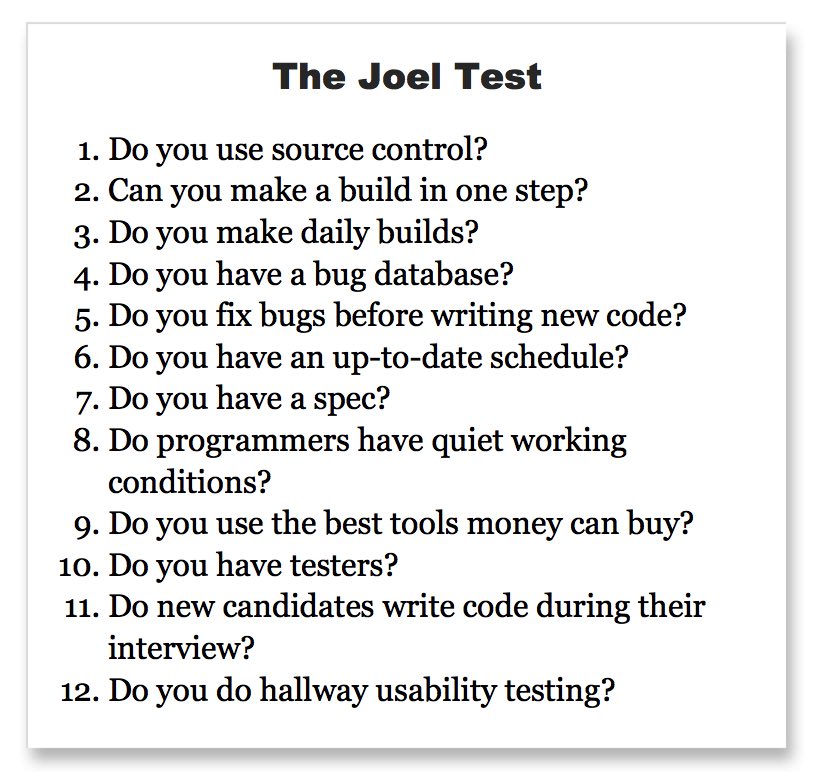 The Joel Test
1. Do you use source control?
2. Can you make a build in one step?
3. Do you make daily builds?
4. Do you have a bug database?
5. Do you fix bugs before writing new code?
6. Do you have an up-to-date schedule?
7. Do you have a spec?
8. Do programmers have quiet working
conditions?
9. Do you use the best tools money can buy?
10. Do you have testers?
11. Do new candidates write code during their
interview?
12. Do you do hallway usability testing?